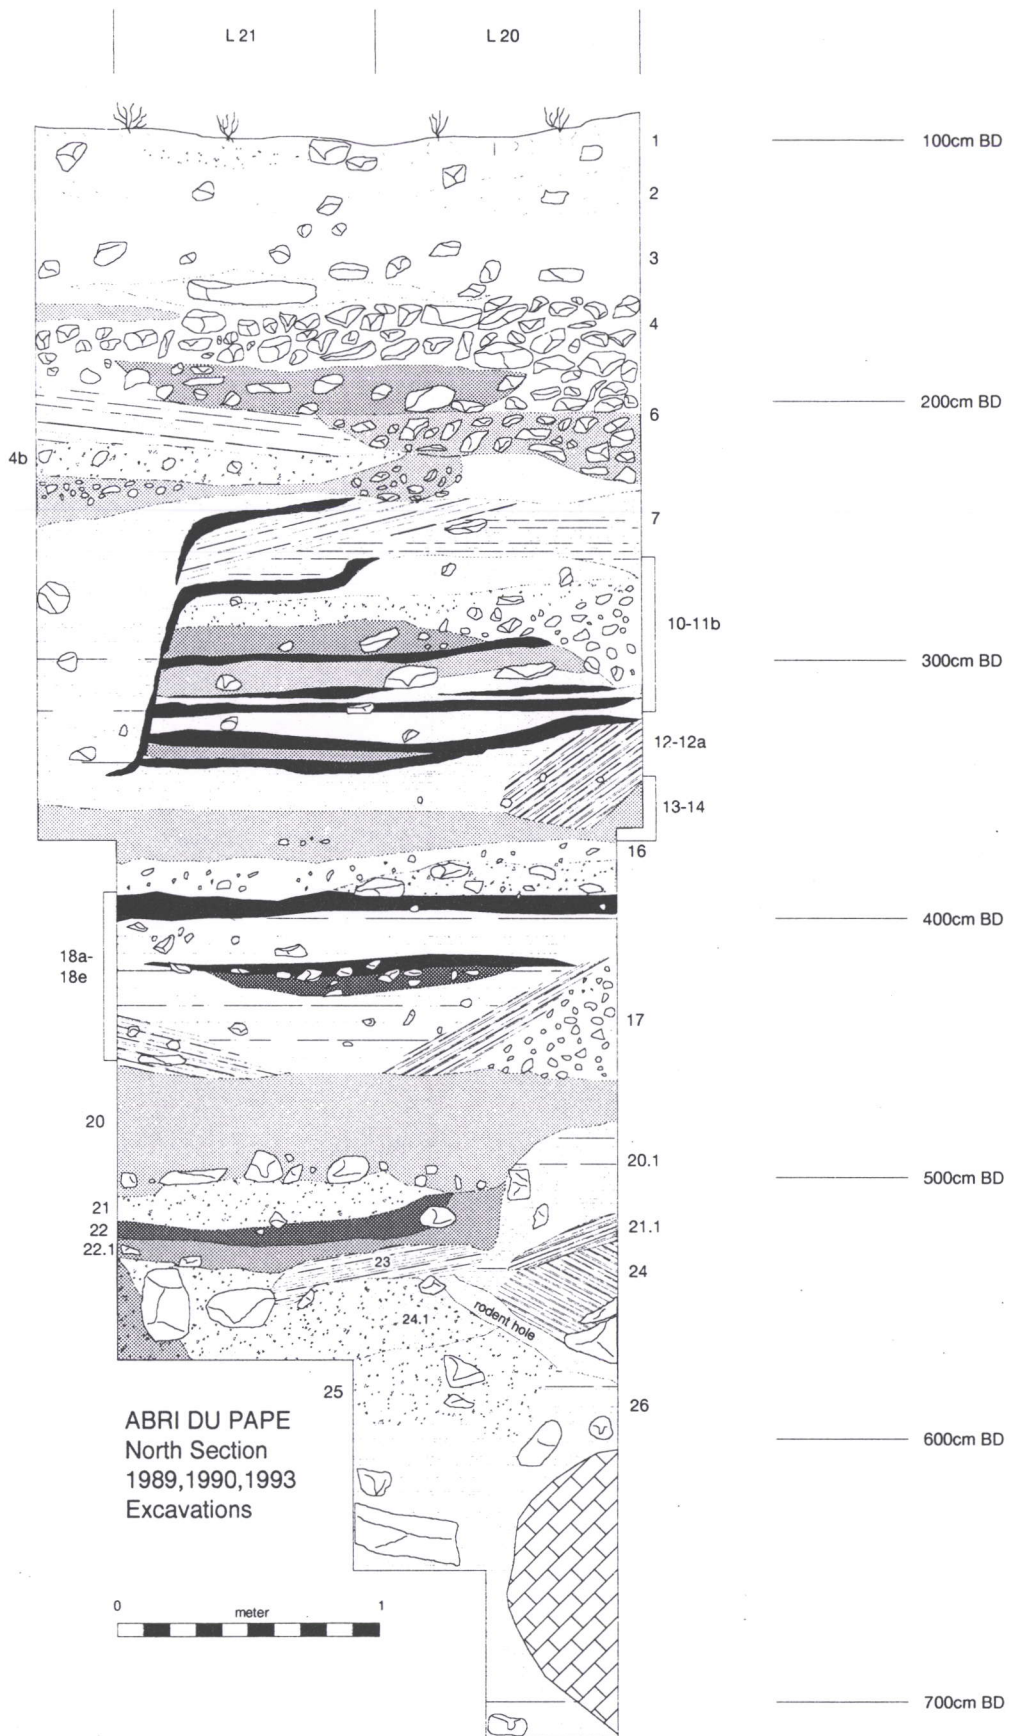 L 21
L 20
1
100cm BD
2
3
4
200cm BD
6
4b
7
10-11b
300cm BD
12-12a
13-14
16
400cm BD
18a-
18e
17
20
20.1
500cm BD
21
21.1
22
22.1
23
24
24.1
rodent hole
25
26
ABRI DU PAPE
North Section
1989,1990,1993
Excavations
600cm BD
0
meter
1
700cm BD